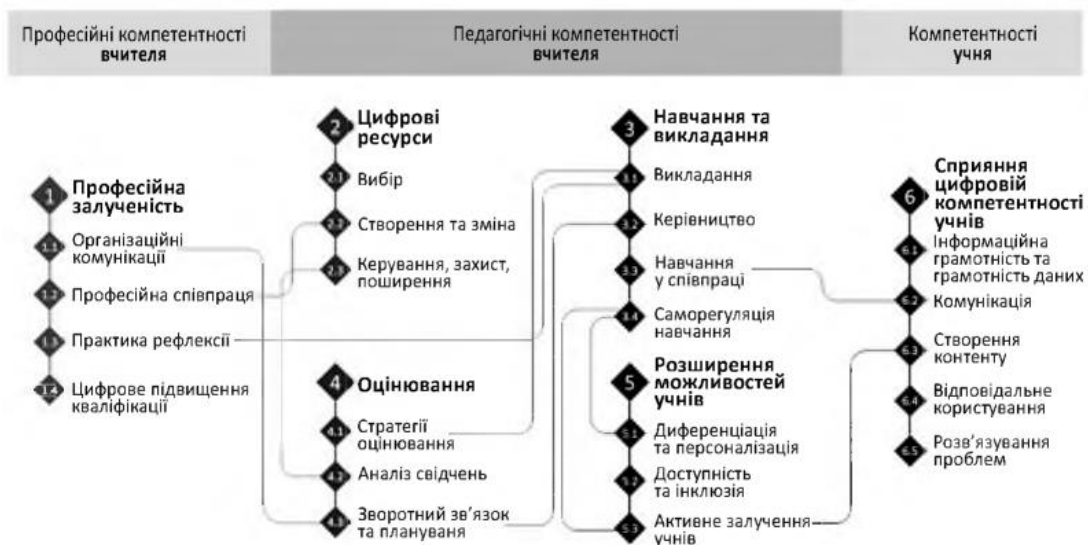 Професійні компетентності
вчителя
Педагогічні компетентності
вчителя
Компетентності
учня
1
Професійна
залученість
1.1
Організаційні
комунікації
1.2
Професійна співпраця
1.3
Практика рефлексії
1.4
Цифрове підвищення
кваліфікації
2
Цифрові
ресурси
2.1
Вибір
2.2
Створення та зміна
2.3
Керування, захист,
поширення
4
Оцінювання
4.1
Стратегії
оцінювання
4.2
Аналіз свідчень
4.3
Зворотний зв'язок
та плануваня
3
Навчання та
викладання
3.1
Викладання
3.2
Керівництво
3.3
Навчання
у співпраці
3.4
Саморегуляція
навчання
5
Розширення
можливостей
учнів
5.1
Диференціація
та персоналізація
5.2
Доступність
та інклюзія
5.3
Активне залучення
учнів
6
Сприяння
цифровій
компетентності
учнів
6.1
Інформаційна
грамотність та
грамотність даних
6.2
Комунікація
6.3
Створення
контенту
6.4
Відповідальне
користування
6.5
Розв'язування
проблем